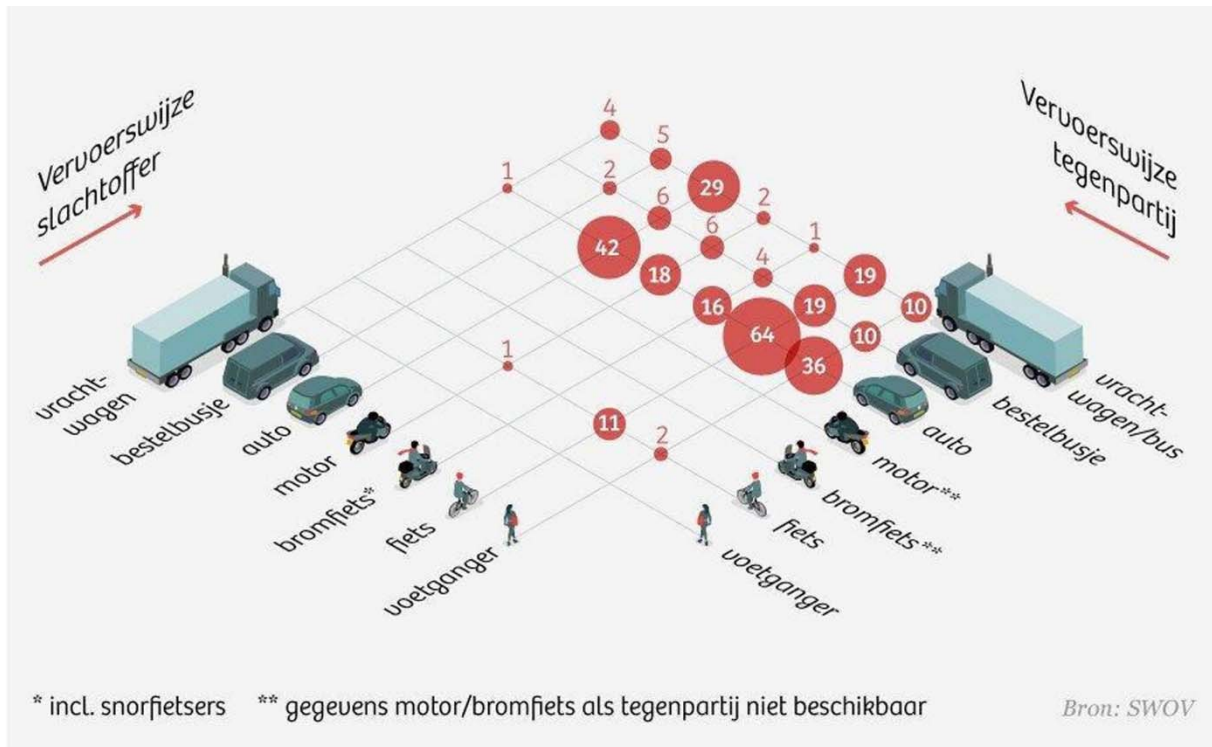 Vervoerswijze
slachtoffer
Vervoerswijze
tegenpartij
4
5
1
2
29
2
6
6
1
42
18
4
19
16
19
10
64
10
1
36
11
2
vracht-
wagen
bestelbusje
auto
motor
bromfiets*
fiets
voetganger
vracht-
wagen/bus
bestelbusje
auto
motor**
bromfiets**
fiets
voetganger
* incl. snorfietsers ** gegevens motor/bromfiets als tegenpartij niet beschikbaar
Bron: SWOV